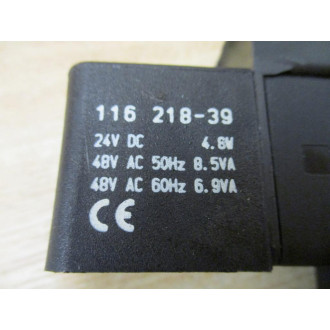 116 218-39
24V DC 4.8W
48V AC 50Hz 8.5VA
48V AC 60Hz 6.9VA
CE